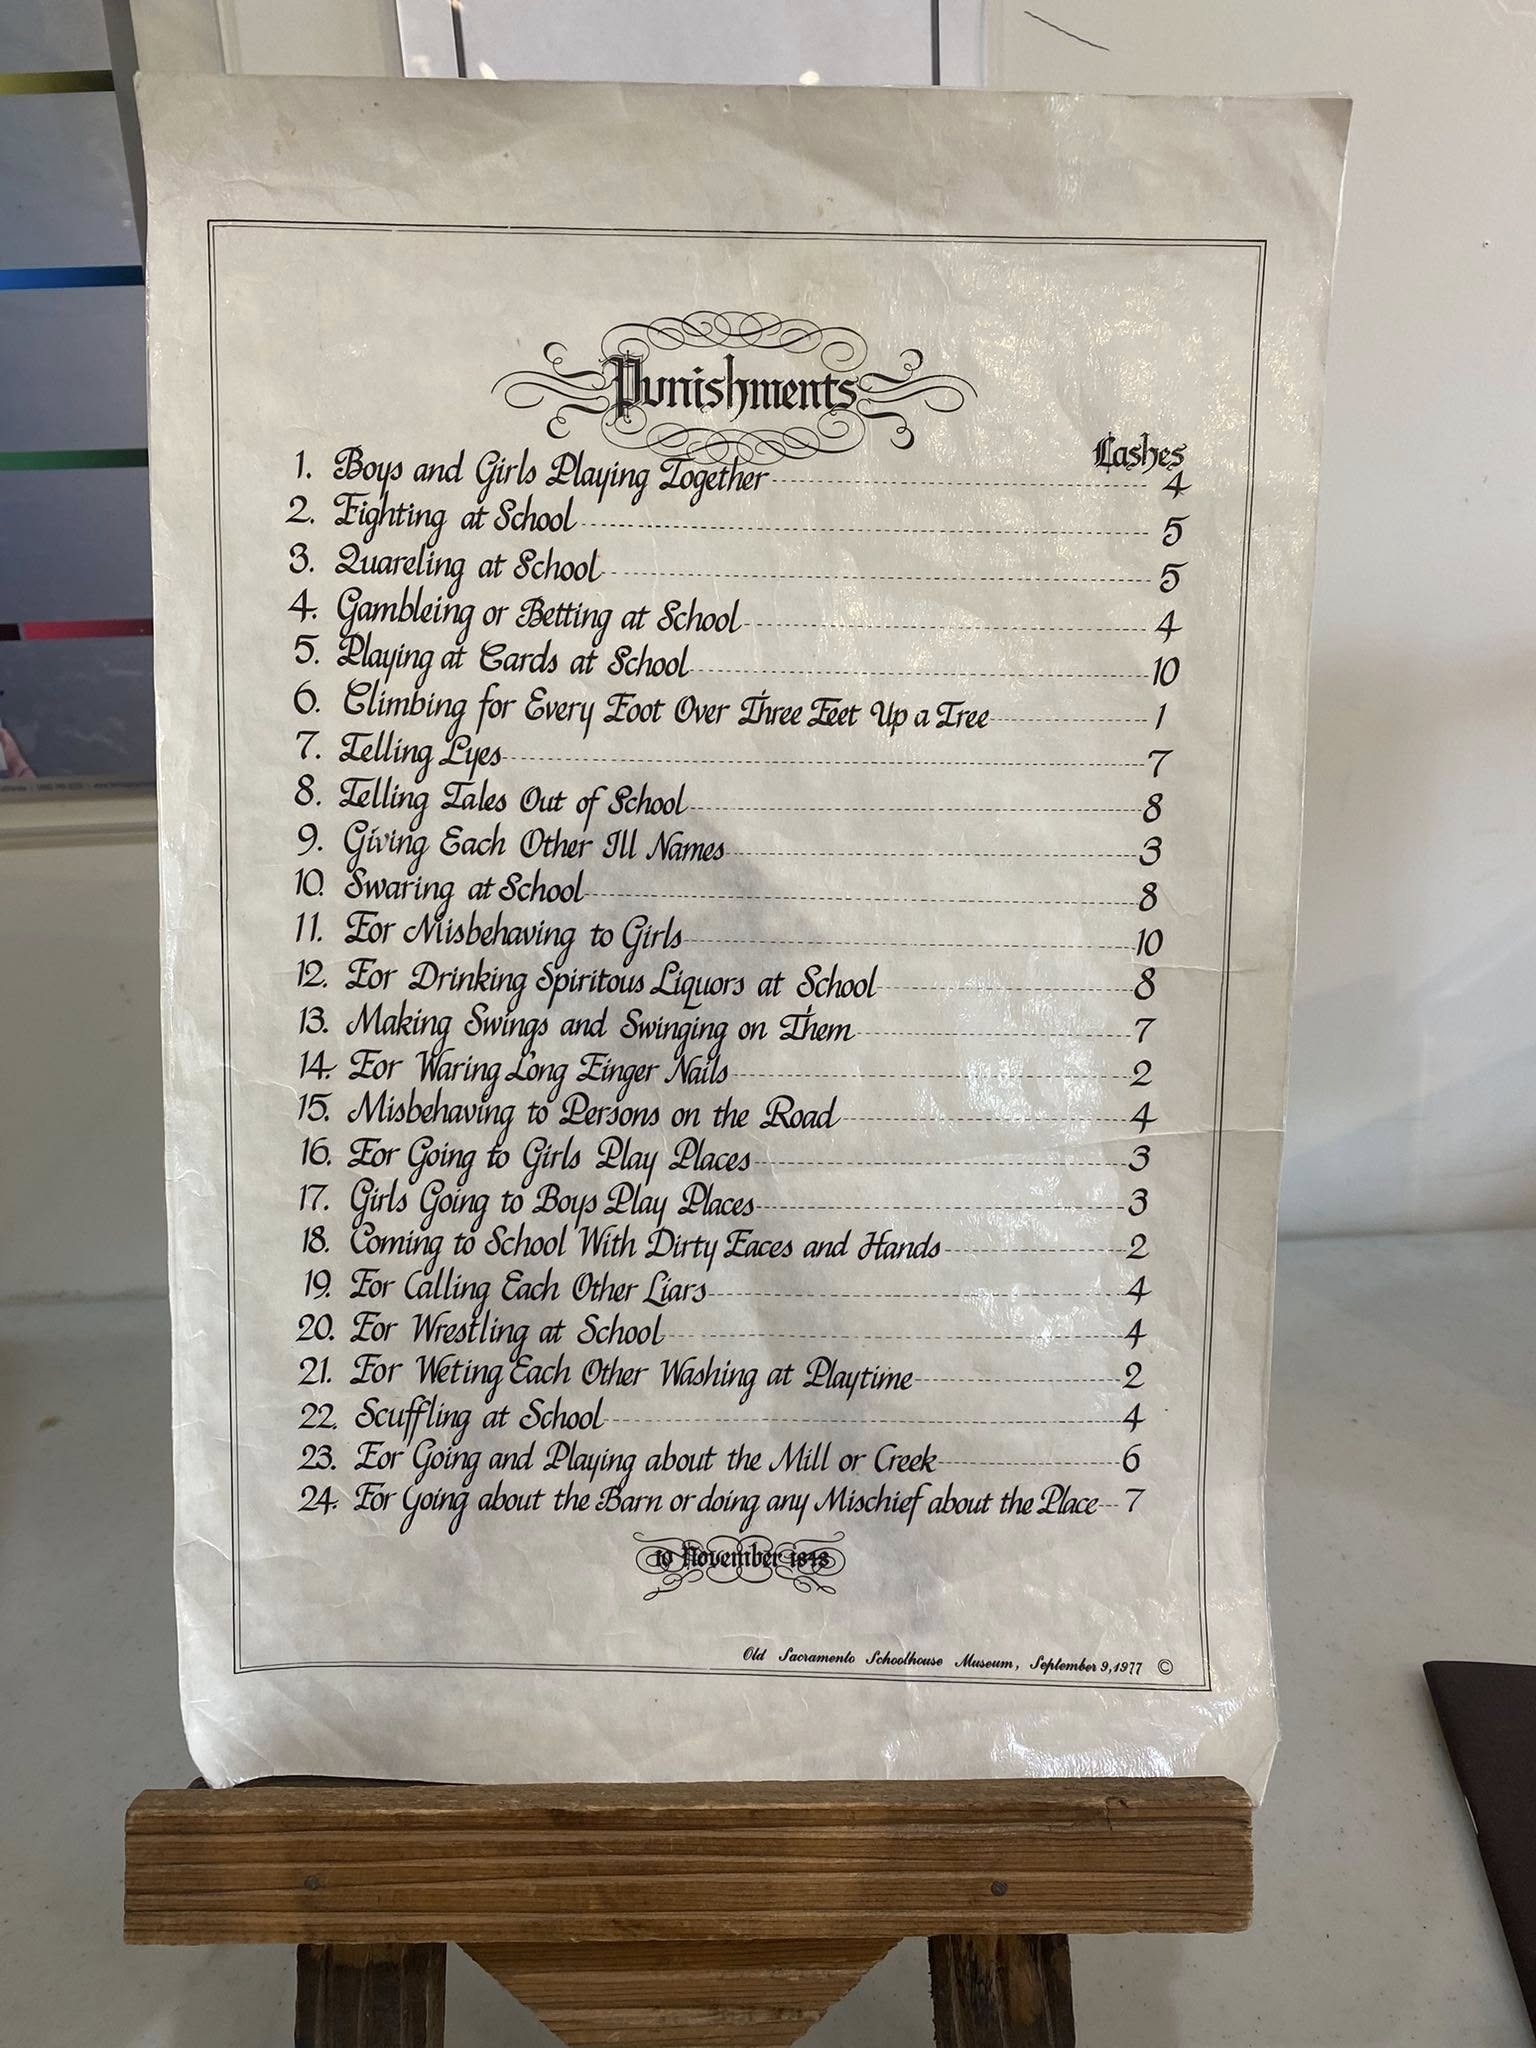 Punishments
Lashes
1. Boys and Girls Playing Together 4
2. Fighting at School 5
3. Quareling at School 5
4. Gambleing or Betting at School 4
5. Playing at Cards at School 10
6. Climbing for Every Foot Over Three Feet Up a Tree 1
7. Telling Lyes 7
8. Telling Tales Out of School 8
9. Giving Each Other Ill Names 3
10. Swaring at School 8
11. For Misbehaving to Girls 10
12. For Drinking Spiritous Liquors at School 8
13. Making Swings and Swinging on Them 7
14. For Waring Long Finger Nails 2
15. Misbehaving to Persons on the Road 4
16. For Going to Girls Play Places 3
17. Girls Going to Boys Play Places 3
18. Coming to School With Dirty Faces and Hands 2
19. For Calling Each Other Liars 4
20. For Wrestling at School 4
21. For Weting Each Other Washing at Playtime 2
22. Scuffling at School 4
23. For Going and Playing about the Mill or Creek 6
24. For Going about the Barn or doing any Mischief about the Place 7
10 November 1848
Old Sacramento Schoolhouse Museum, September 9, 1977 ©